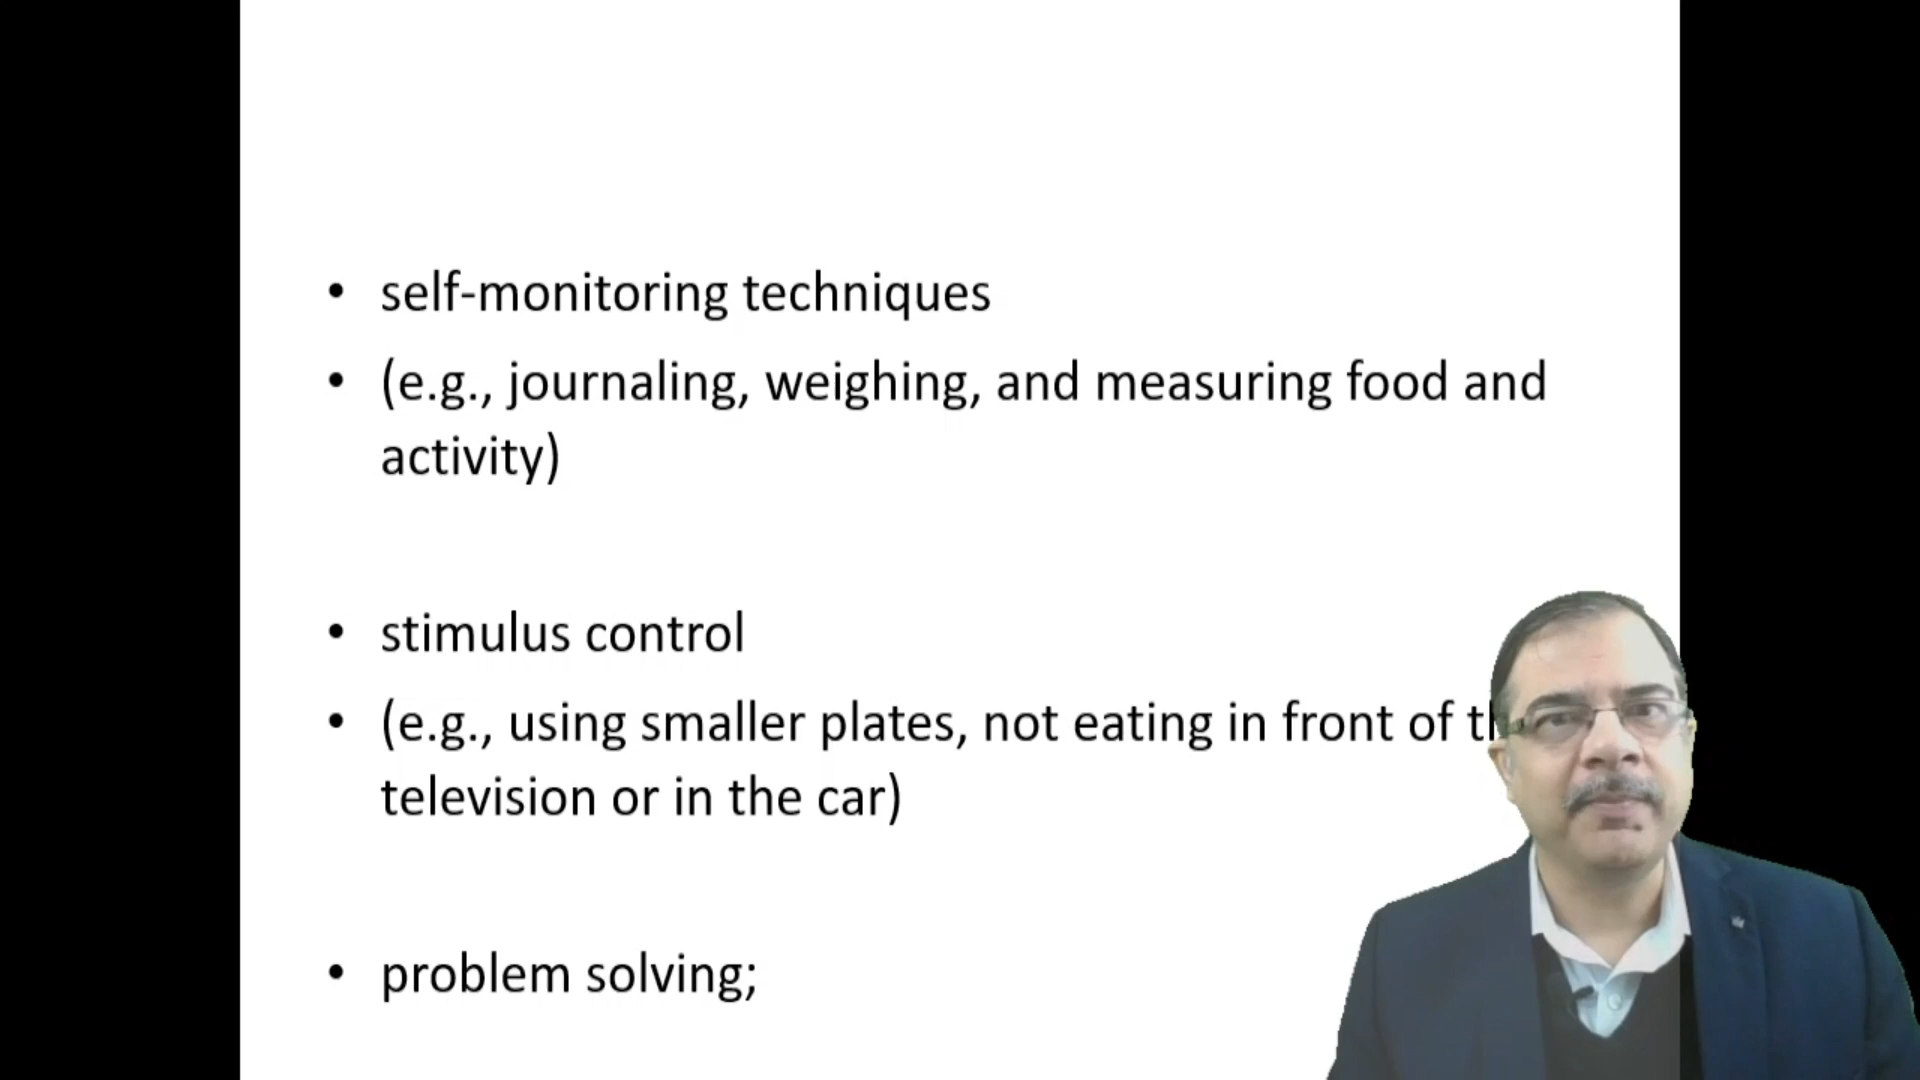 • self-monitoring techniques
• (e.g., journaling, weighing, and measuring food and
activity)
• stimulus control
• (e.g., using smaller plates, not eating in front of
television or in the car)
• problem solving;